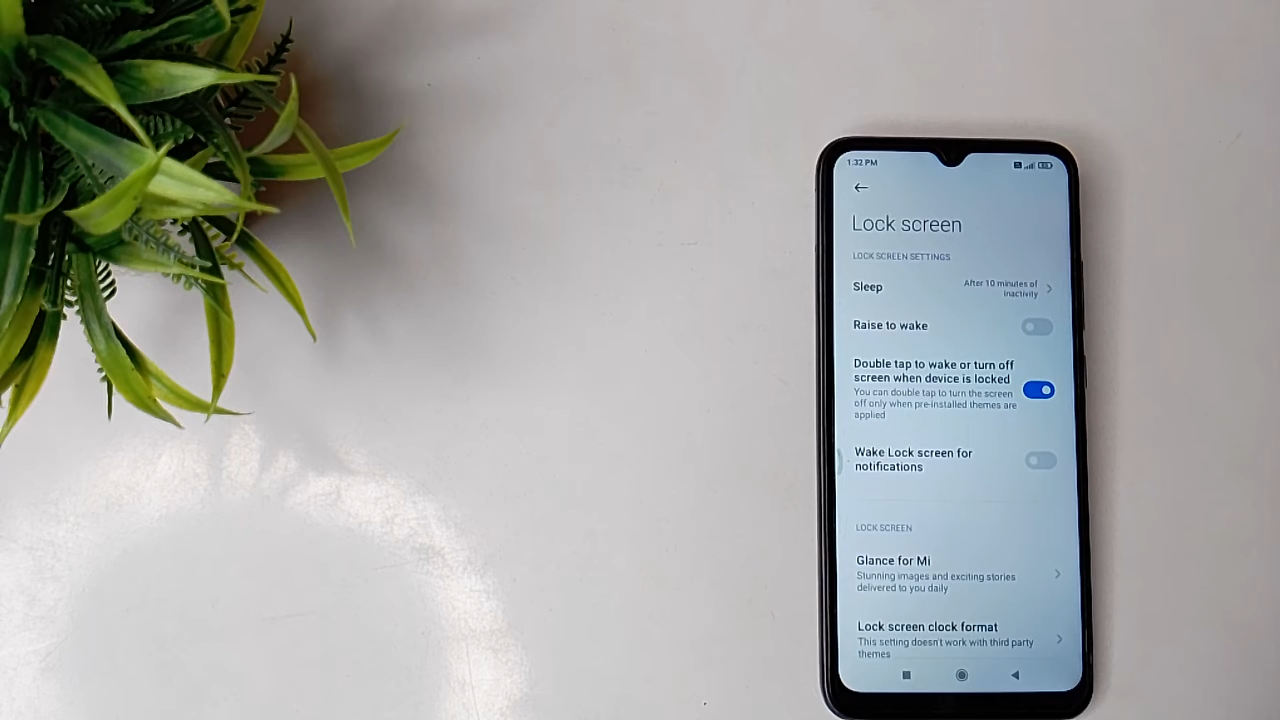 1:32 PM
Lock screen
LOCK SCREEN SETTINGS
Sleep
After 10 minutes of
inactivity
Raise to wake
Double tap to wake or turn off
screen when device is locked
You can double tap to turn the screen
off only when pre-installed themes are
applied
Wake Lock screen for
notifications
LOCK SCREEN
Glance for Mi
Stunning images and exciting stories
delivered to you daily
Lock screen clock format
This setting doesn't work with third party
themes